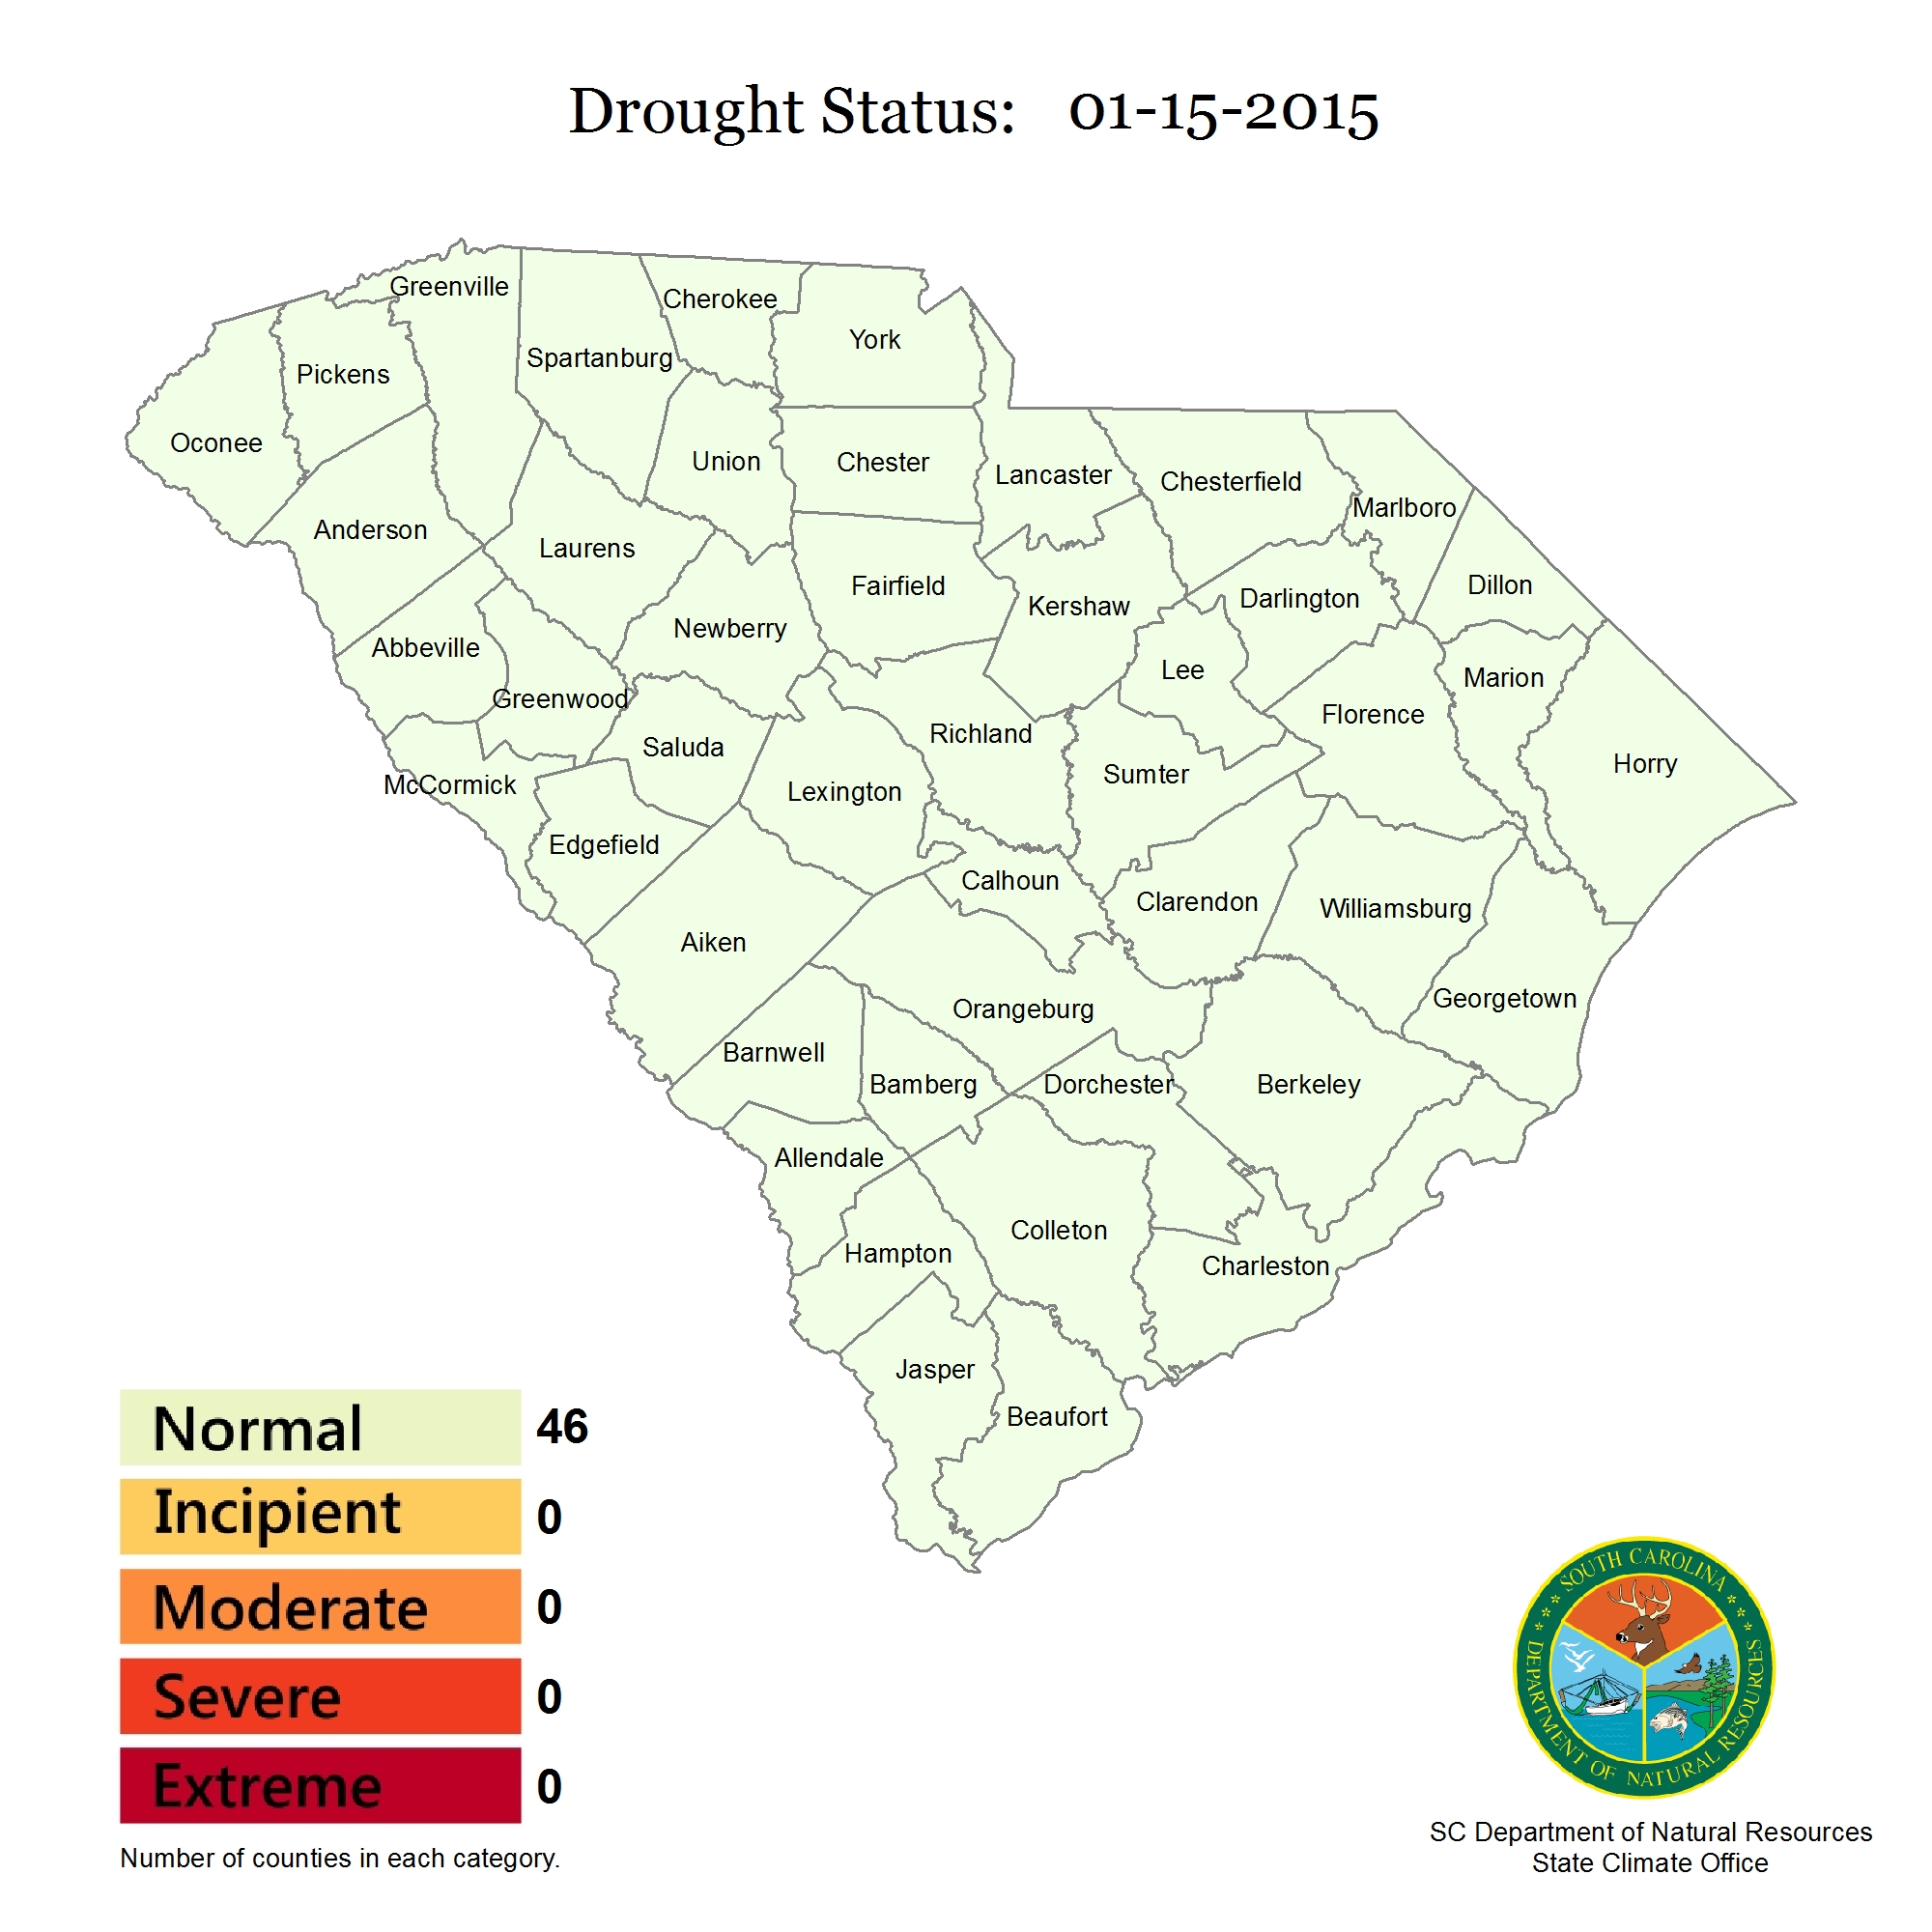 Drought Status: 01-15-2015
Greenville
Cherokee
York
Spartanburg
Pickens
Oconee
Union
Chester
Lancaster
Chesterfield
Marlboro
Anderson
Laurens
Fairfield
Dillon
Darlington
Kershaw
Newberry
Abbeville
Lee
Marion
Greenwood
Florence
Richland
Saluda
Horry
Sumter
McCormick
Lexington
Edgefield
Calhoun
Clarendon
Williamsburg
Aiken
Georgetown
Orangeburg
Barnwell
Bamberg
Dorchester
Berkeley
Allendale
Colleton
Hampton
Charleston
Jasper
Beaufort
Normal 46
Incipient 0
Moderate 0
Severe 0
Extreme 0
Number of counties in each category.
SOUTH CAROLINA
DEPARTMENT OF NATURAL RESOURCES
SC Department of Natural Resources
State Climate Office